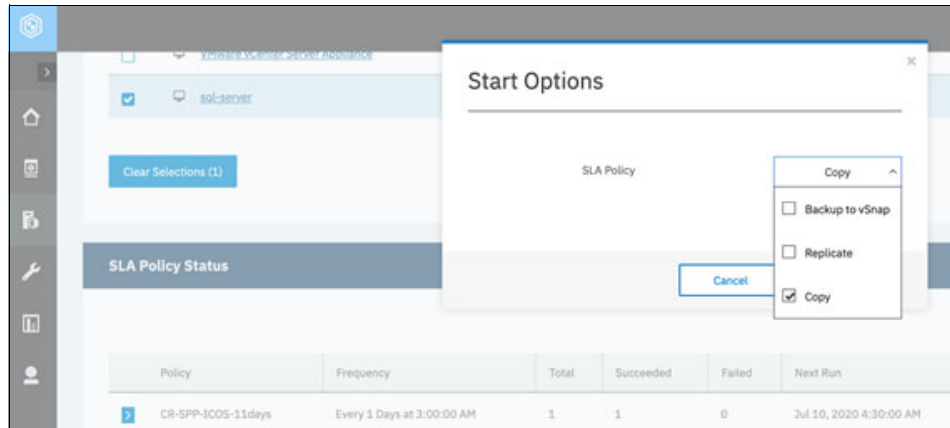 VMware vCenter Server Appliance
sql-server
Clear Selections (1)
Start Options
SLA Policy
Copy
Backup to vSnap
Replicate
Copy
Cancel
SLA Policy Status
Policy Frequency Total Succeeded Failed Next Run
CR-SPP-ICOS-11days Every 1 Days at 3:00:00 AM 1 1 0 Jul 10, 2020 4:30:00 AM